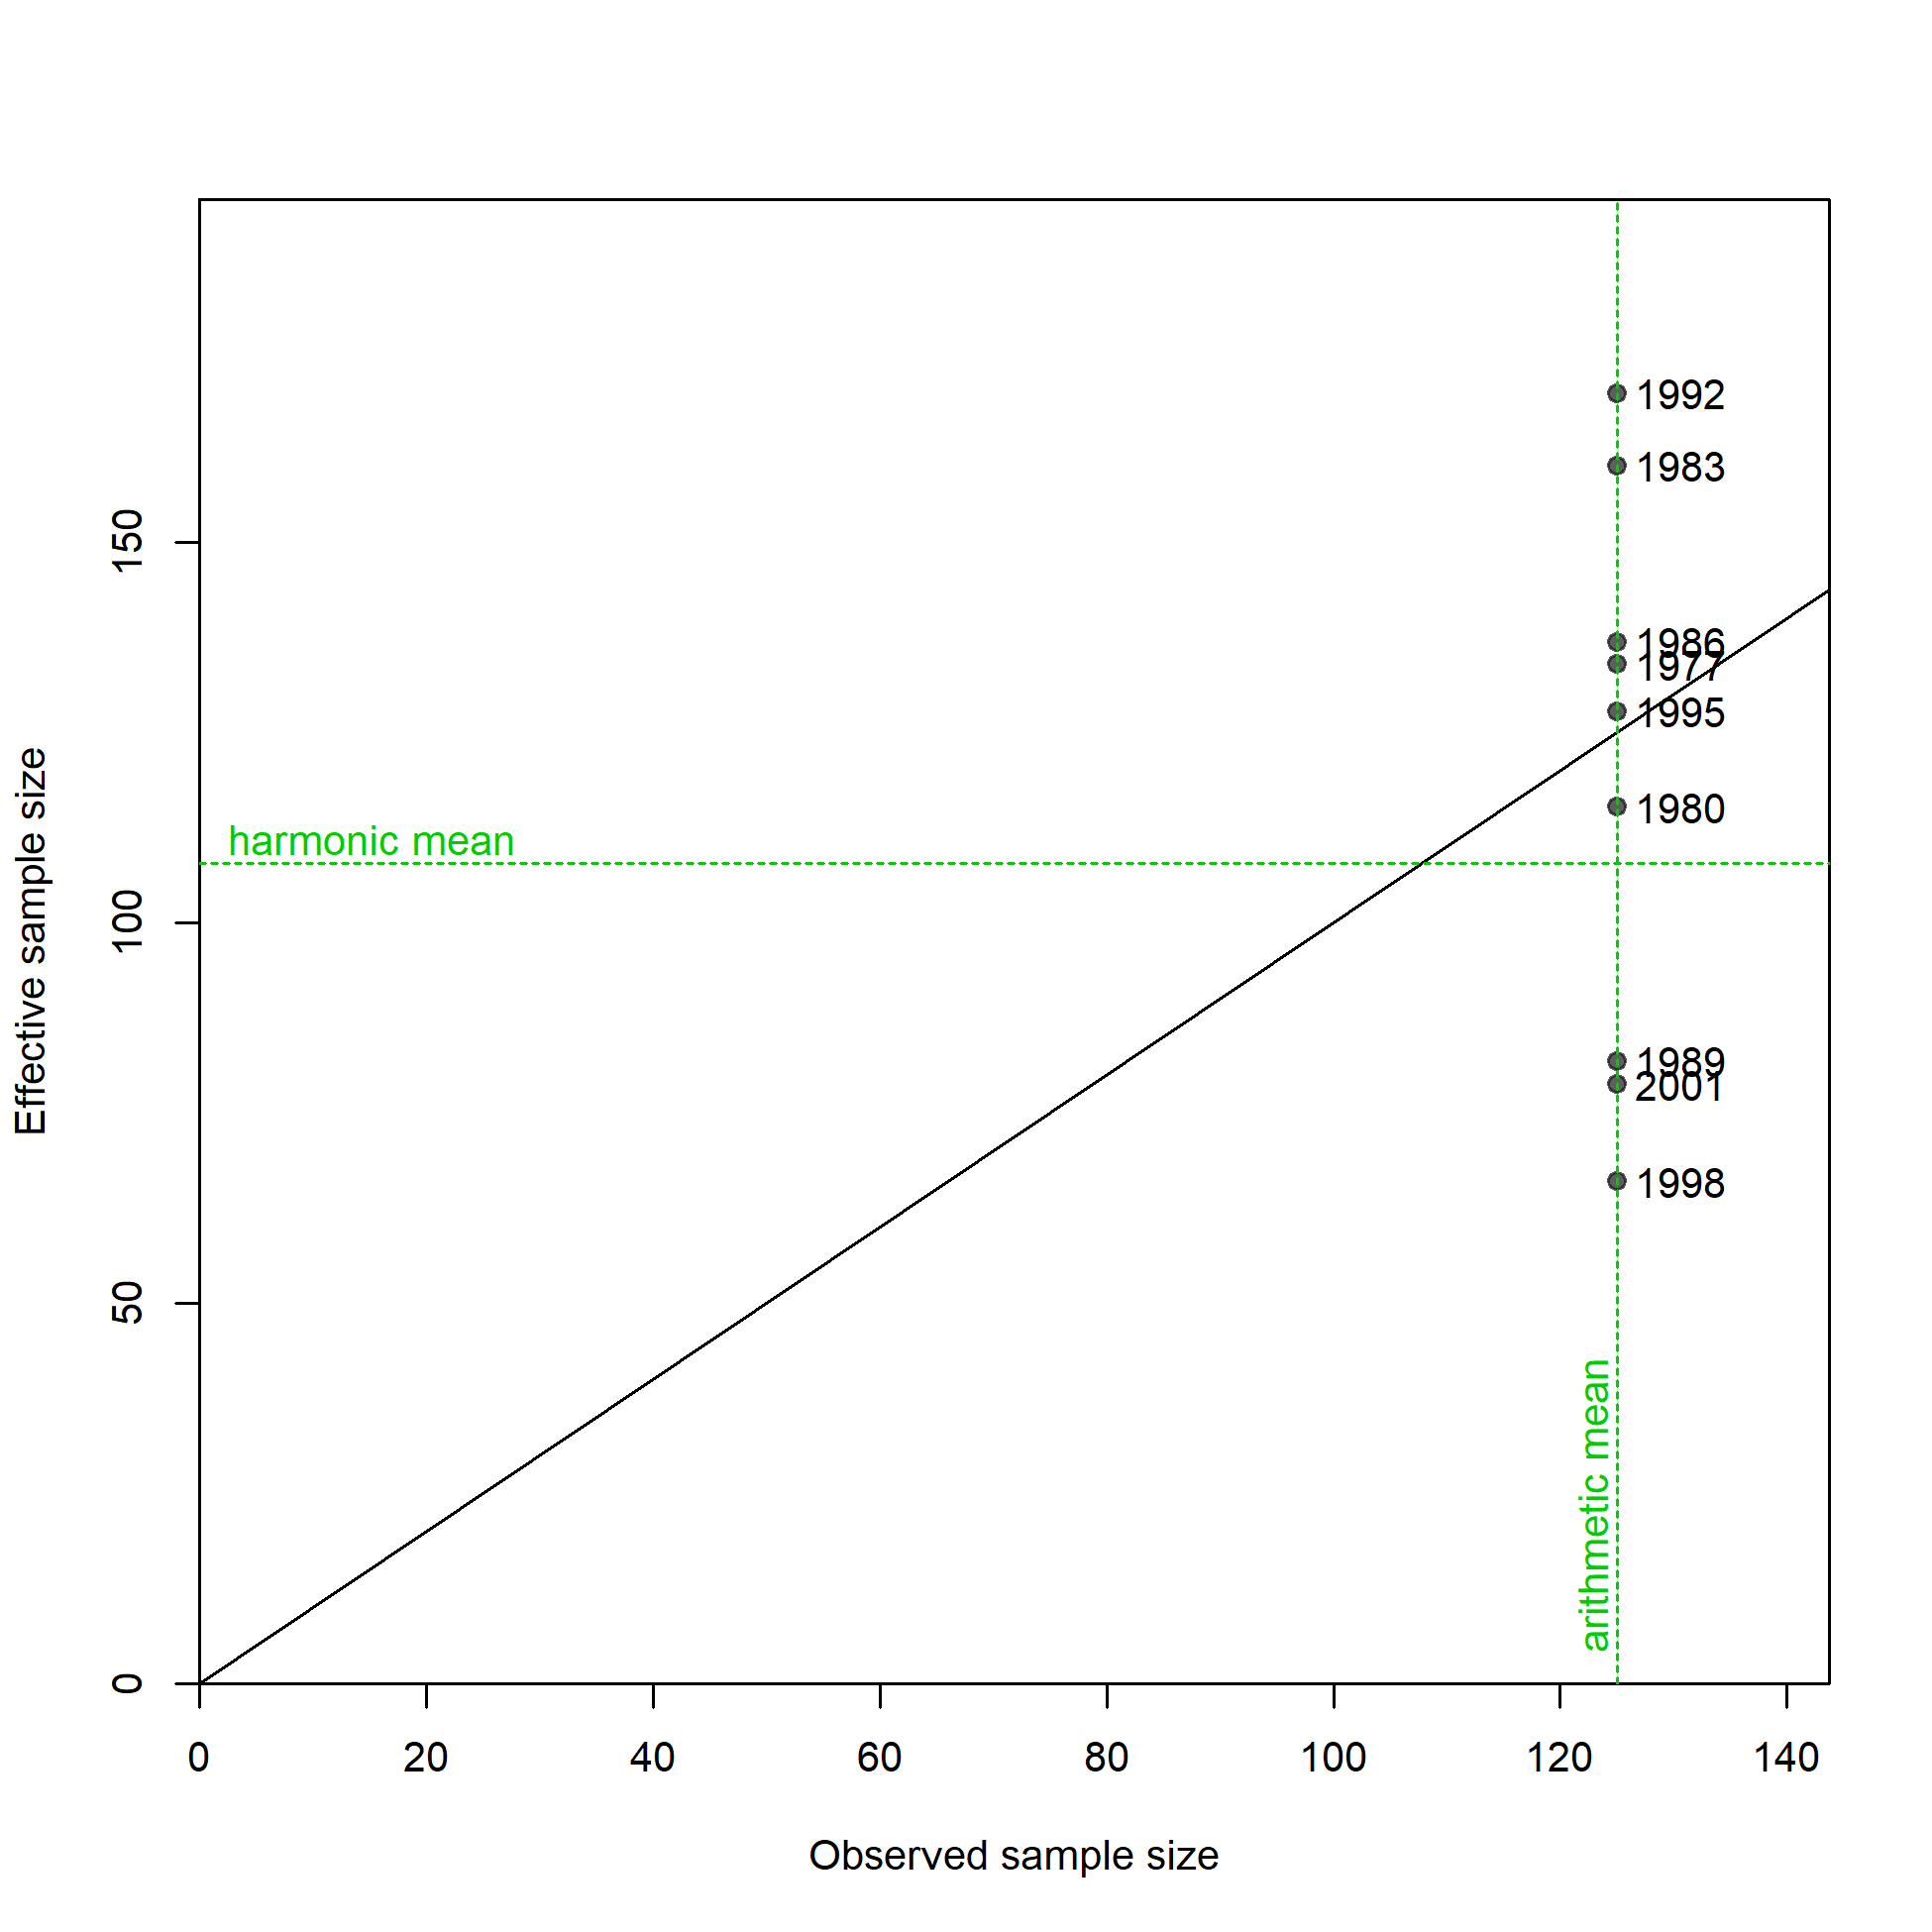 1992
1983
150
1986
1977
1995
1980
harmonic mean
100
Effective sample size
1989
2001
1998
50
arithmetic mean
0
0 20 40 60 80 100 120 140
Observed sample size